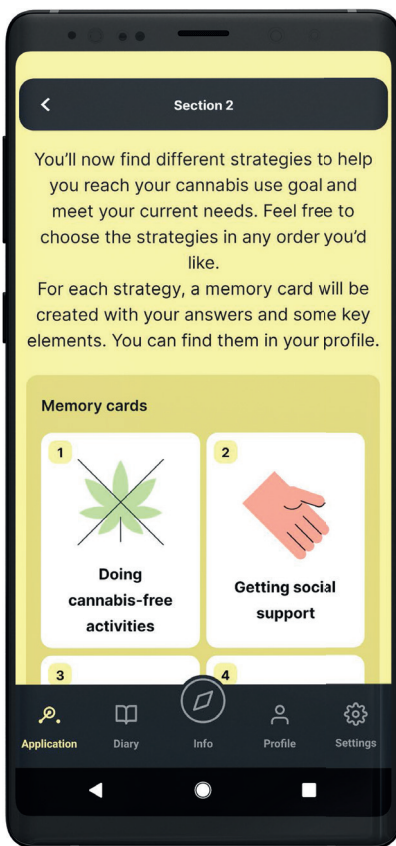 Section 2
You'll now find different strategies to help
you reach your cannabis use goal and
meet your current needs. Feel free to
choose the strategies in any order you'd
like.
For each strategy, a memory card will be
created with your answers and some key
elements. You can find them in your profile.
Memory cards
1
2
Doing
cannabis-free
activities
Getting social
support
3
4
Application
Diary
Info
Profile
Settings